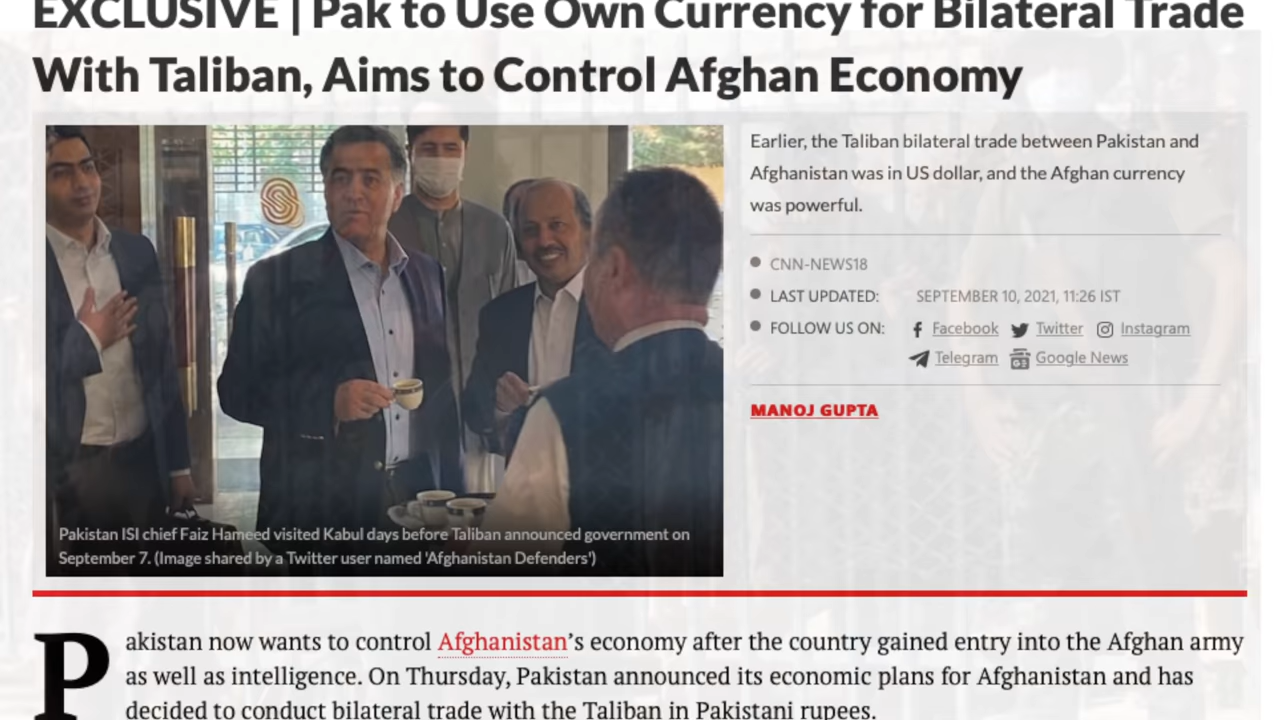 EXCLUSIVE | Pak to Use Own Currency for Bilateral Trade
With Taliban, Aims to Control Afghan Economy
Earlier, the Taliban bilateral trade between Pakistan and
Afghanistan was in US dollar, and the Afghan currency
was powerful.
CNN-NEWS18
LAST UPDATED: SEPTEMBER 10, 2021, 11:26 IST
FOLLOW US ON: Facebook Twitter Instagram
Telegram Google News
MANOJ GUPTA
Pakistan ISI chief Faiz Hameed visited Kabul days before Taliban announced government on
September 7. (Image shared by a Twitter user named 'Afghanistan Defenders')
Pakistan now wants to control Afghanistan's economy after the country gained entry into the Afghan army
as well as intelligence. On Thursday, Pakistan announced its economic plans for Afghanistan and has
decided to conduct bilateral trade with the Taliban in Pakistani rupees.